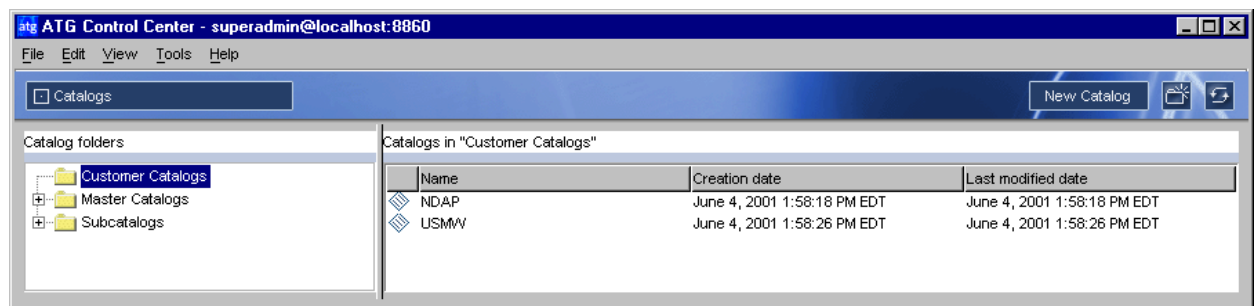 atg ATG Control Center - superadmin@localhost:8860
File Edit View Tools Help
Catalogs New Catalog
Catalog folders
Customer Catalogs
Master Catalogs
Subcatalogs
Catalogs in "Customer Catalogs"
Name Creation date Last modified date
NDAP June 4, 2001 1:58:18 PM EDT June 4, 2001 1:58:18 PM EDT
USMW June 4, 2001 1:58:26 PM EDT June 4, 2001 1:58:26 PM EDT